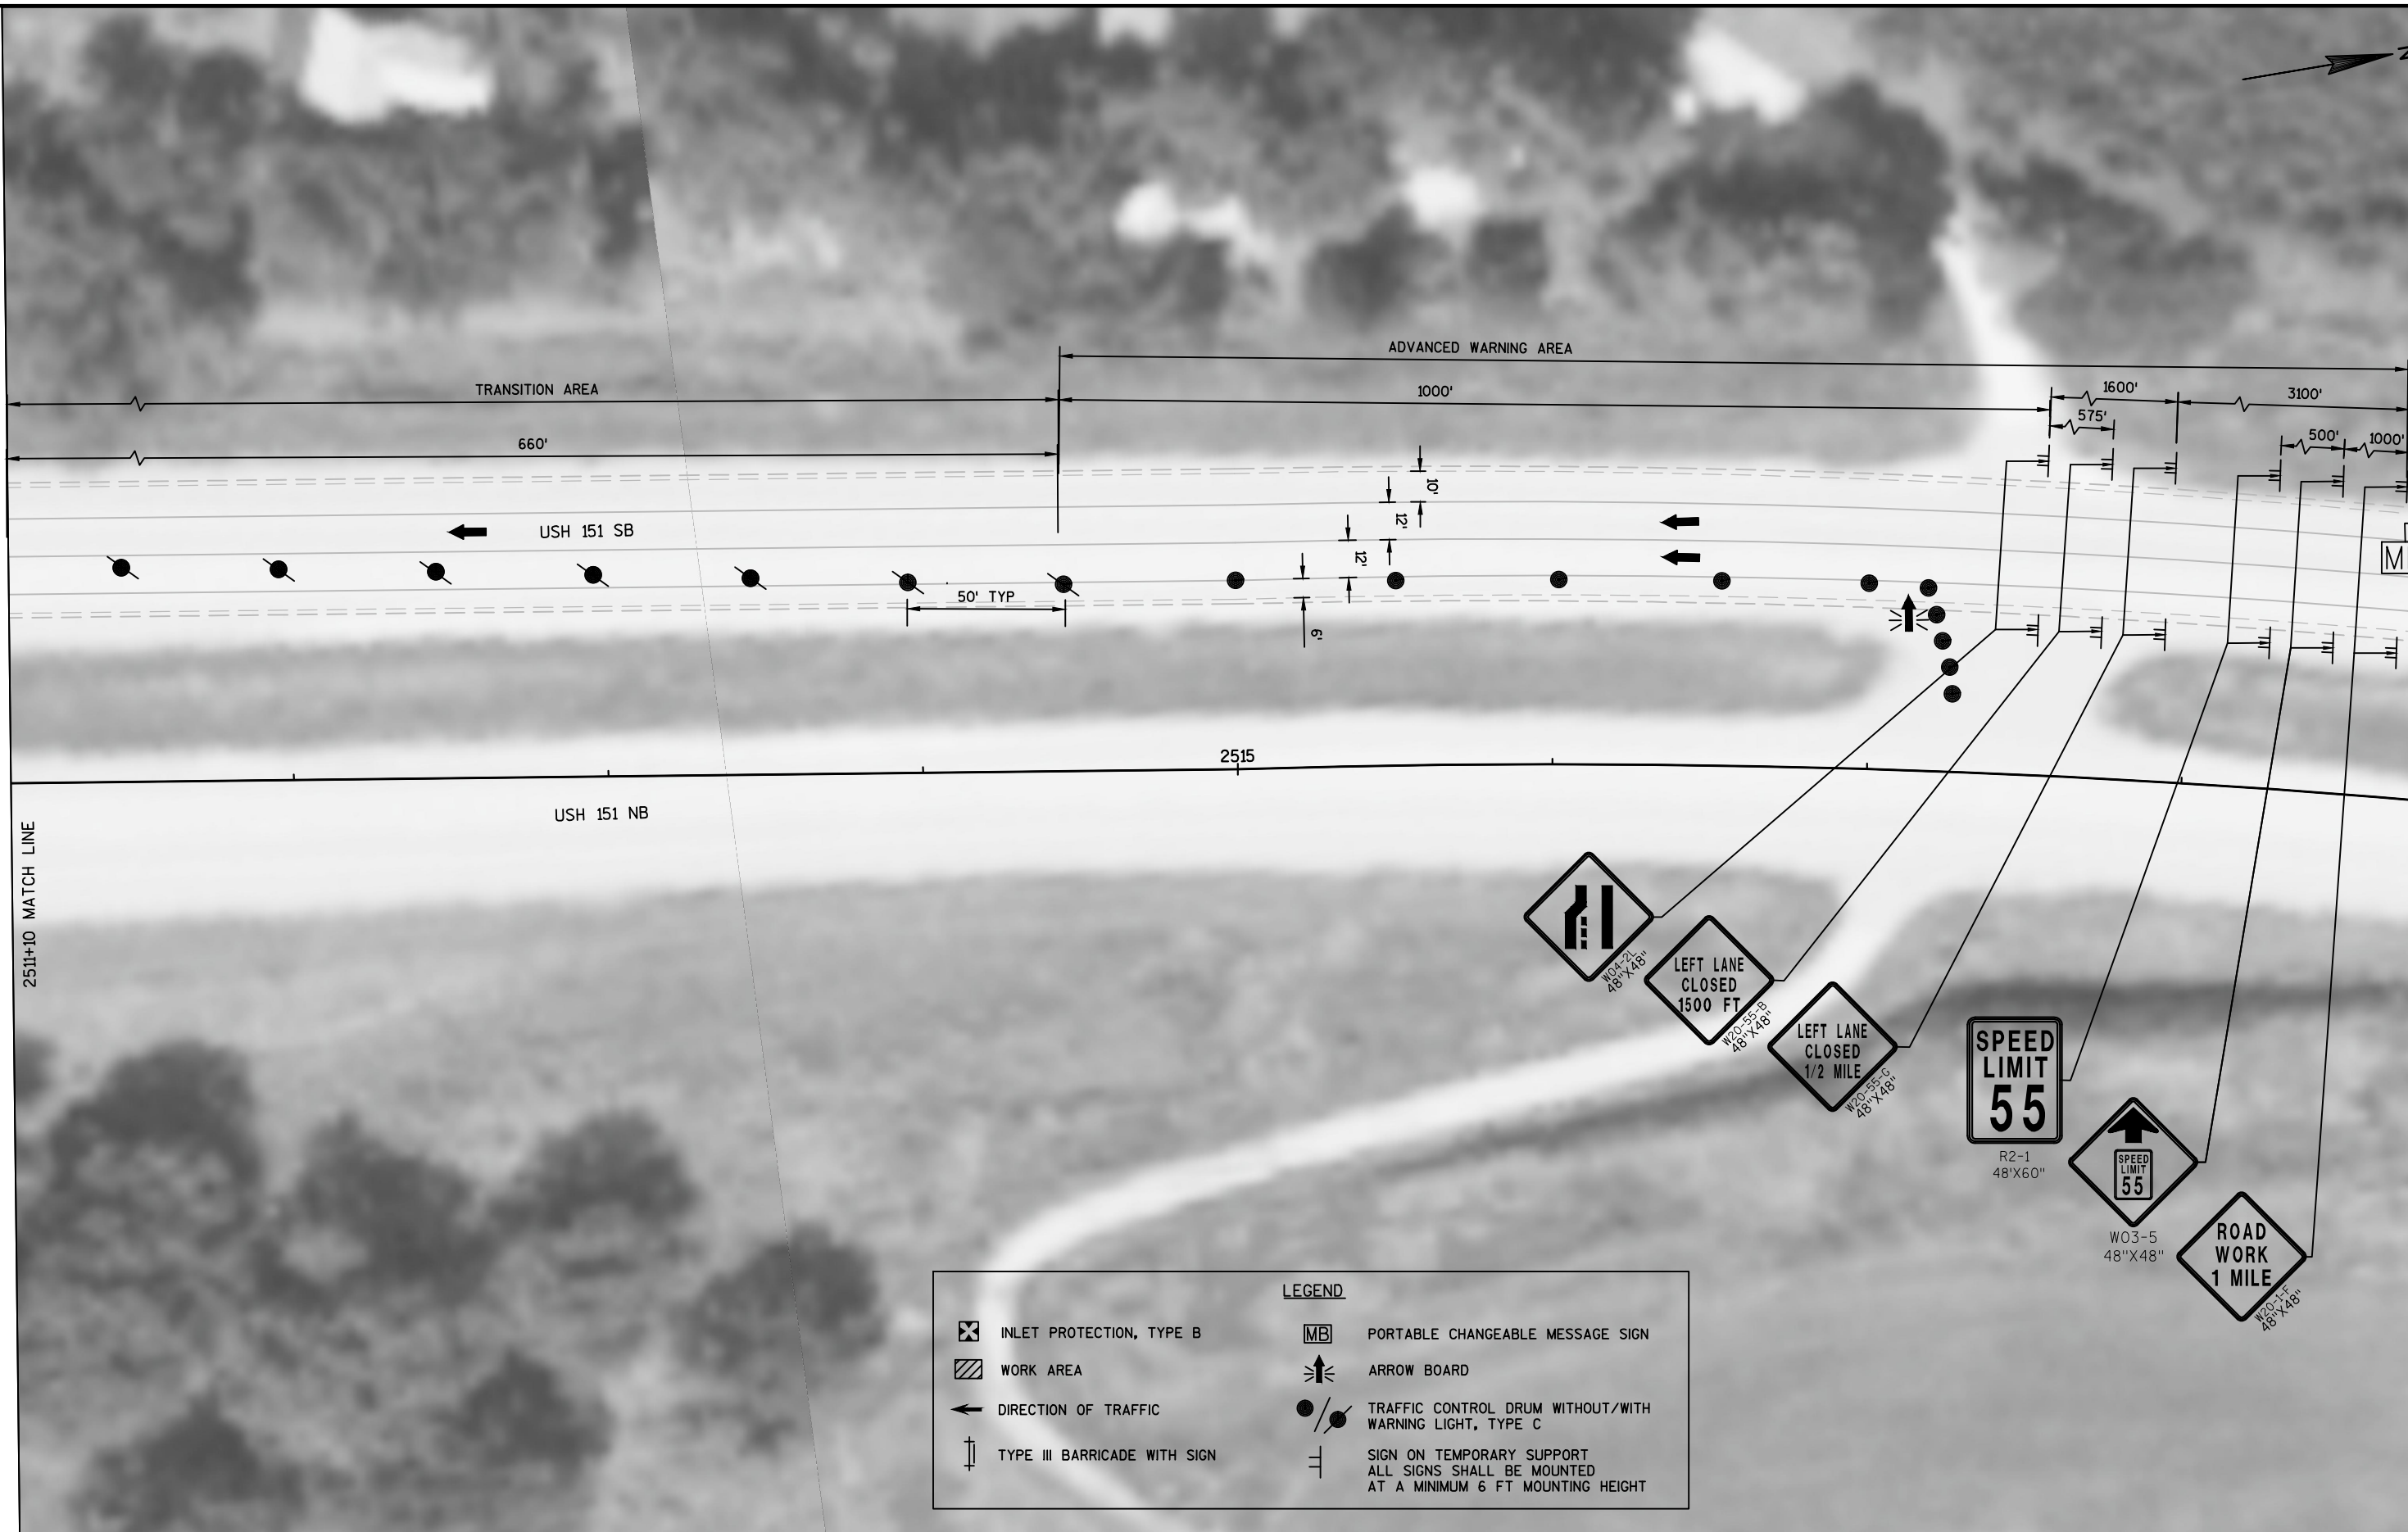 ADVANCED WARNING AREA
TRANSITION AREA
1000'
1600'
3100'
575'
660'
500'
1000'
10'
12'
12'
6'
USH 151 SB
50' TYP
M
2515
USH 151 NB
2511+10 MATCH LINE
W04-2L
48"X48"
LEFT LANE
CLOSED
1500 FT
W20-55-B
48"X48"
LEFT LANE
CLOSED
1/2 MILE
W20-55-G
48"X48"
SPEED
LIMIT
55
R2-1
48'X60"
SPEED
LIMIT
55
W03-5
48"X48"
ROAD
WORK
1 MILE
W20-1-F
48"X48"
LEGEND
INLET PROTECTION, TYPE B
WORK AREA
DIRECTION OF TRAFFIC
TYPE III BARRICADE WITH SIGN
MB PORTABLE CHANGEABLE MESSAGE SIGN
ARROW BOARD
TRAFFIC CONTROL DRUM WITHOUT/WITH
WARNING LIGHT, TYPE C
SIGN ON TEMPORARY SUPPORT
ALL SIGNS SHALL BE MOUNTED
AT A MINIMUM 6 FT MOUNTING HEIGHT